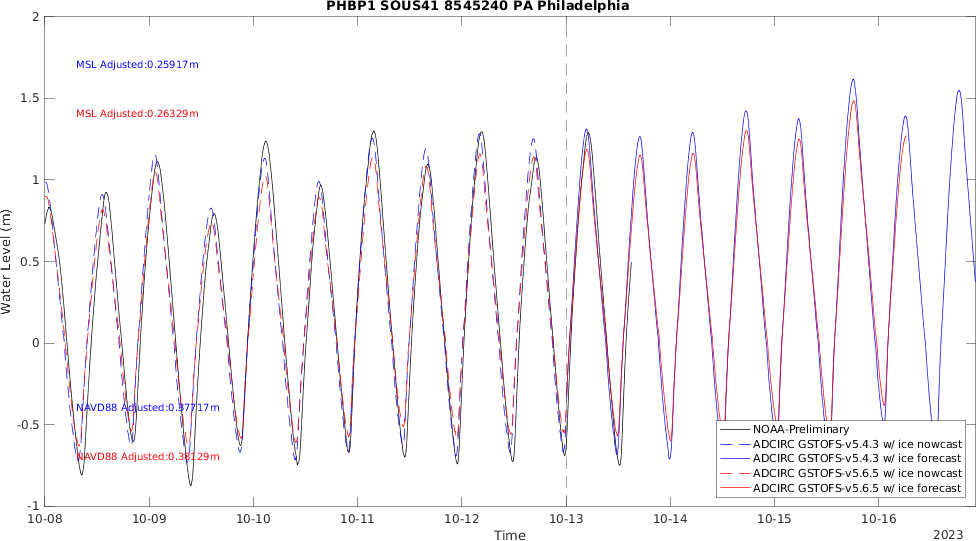 PHBP1 SOUS41 8545240 PA Philadelphia
2
1.5
1
0.5
0
-0.5
-1
Water Level (m)
MSL Adjusted:0.25917m
MSL Adjusted:0.26329m
NAVD88 Adjusted:0.37717m
NAVD88 Adjusted:0.38129m
NOAA-Preliminary
ADCIRC GSTOFS-v5.4.3 w/ ice nowcast
ADCIRC GSTOFS-v5.4.3 w/ ice forecast
ADCIRC GSTOFS-v5.6.5 w/ ice nowcast
ADCIRC GSTOFS-v5.6.5 w/ ice forecast
10-08 10-09 10-10 10-11 10-12 10-13 10-14 10-15 10-16
Time
2023